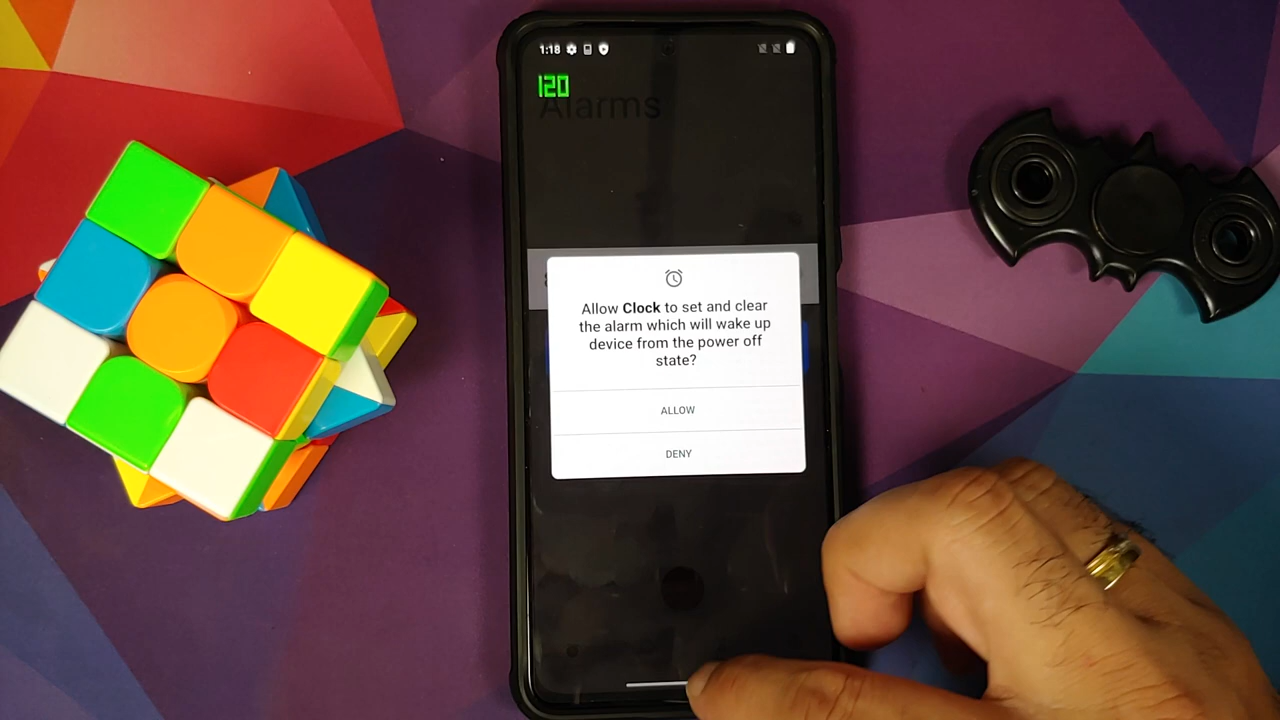 1:18
120
Alarms
Allow Clock to set and clear
the alarm which will wake up
device from the power off
state?
ALLOW
DENY